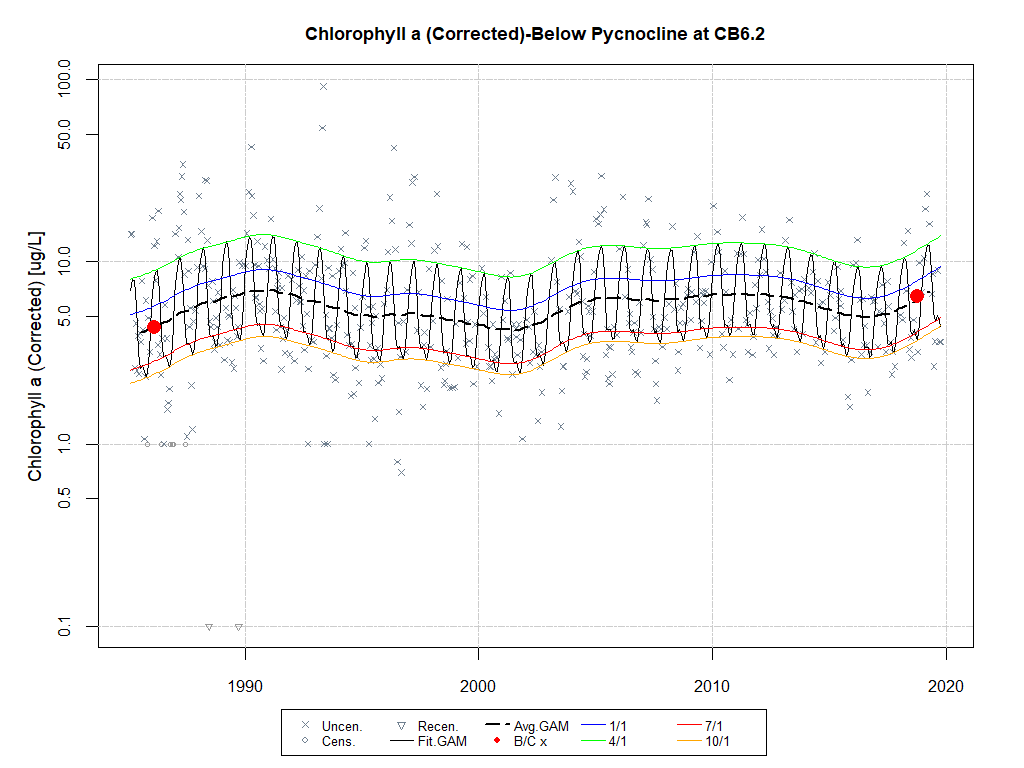 Chlorophyll a (Corrected)-Below Pycnocline at CB6.2
Chlorophyll a (Corrected) [ug/L]
100.0
50.0
10.0
5.0
1.0
0.5
0.1
1990 2000 2010 2020
Uncen. Recen. Avg.GAM 1/1 7/1
Cens. Fit.GAM B/C x 4/1 10/1